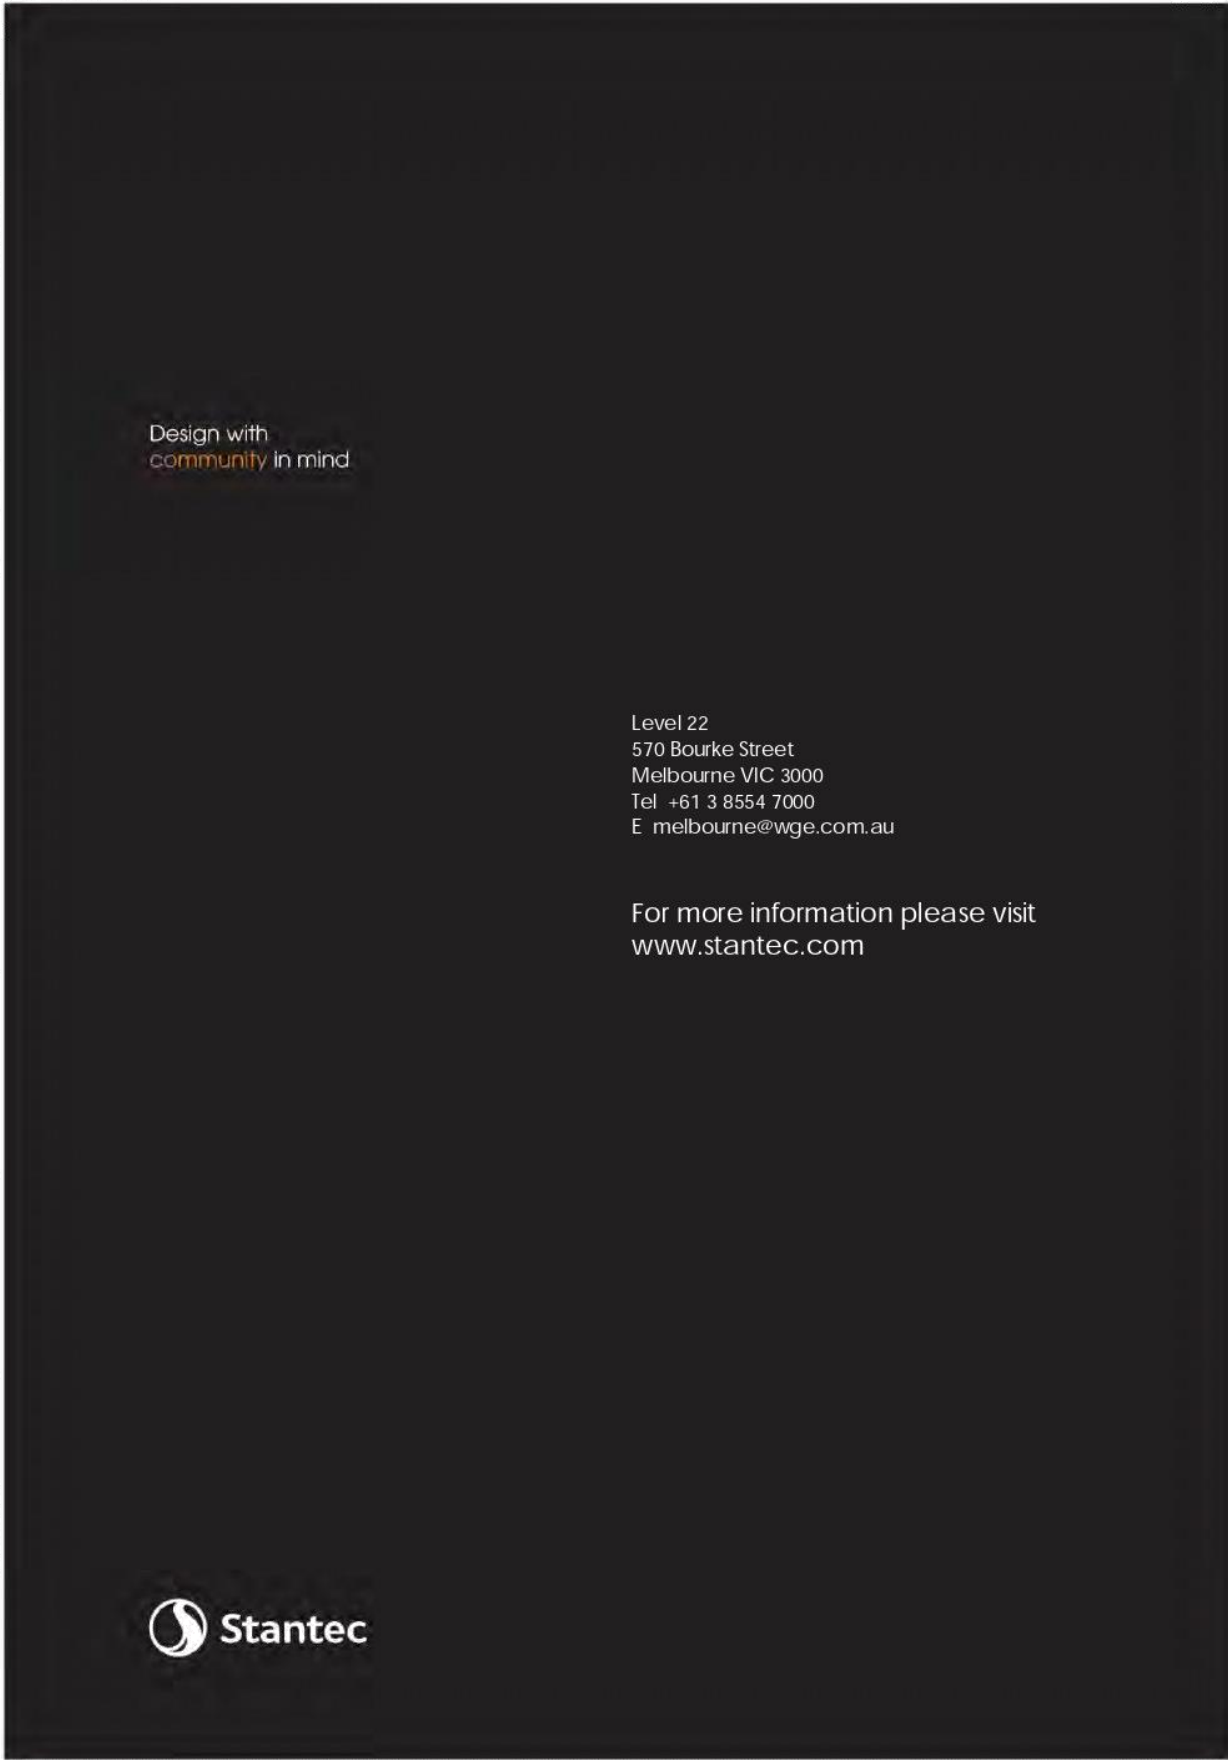 Design with
community in mind
Level 22
570 Bourke Street
Melbourne VIC 3000
Tel  +61 3 8554 7000
E  melbourne@wge.com.au
For more information please visit
www.stantec.com
Stantec